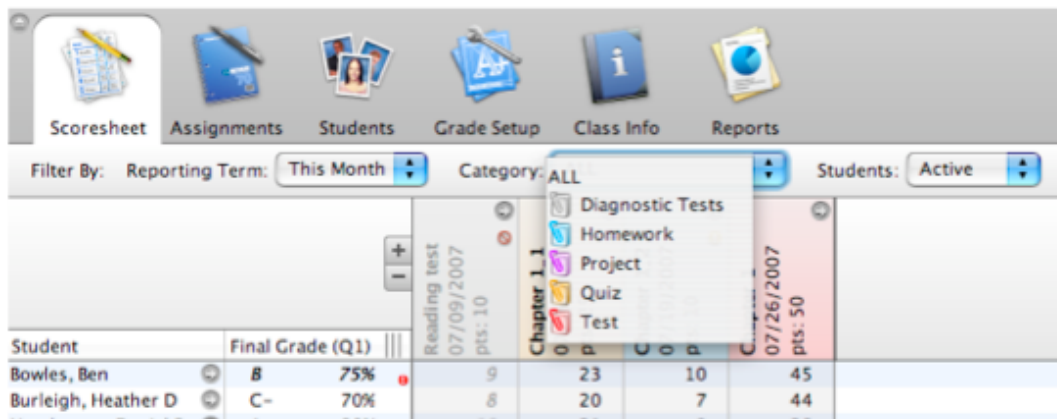 Scoresheet Assignments Students Grade Setup Class Info Reports
Filter By: Reporting Term: This Month Category: Students: Active
ALL
Diagnostic Tests
Homework
Project
Quiz
Test
Reading test
07/09/2007
pts: 10
Chapter 1_1
07/26/2007
pts: 50
+
−
Student Final Grade (Q1)
Bowles, Ben B 75% 9 23 10 45
Burleigh, Heather D C- 70% 8 20 7 44